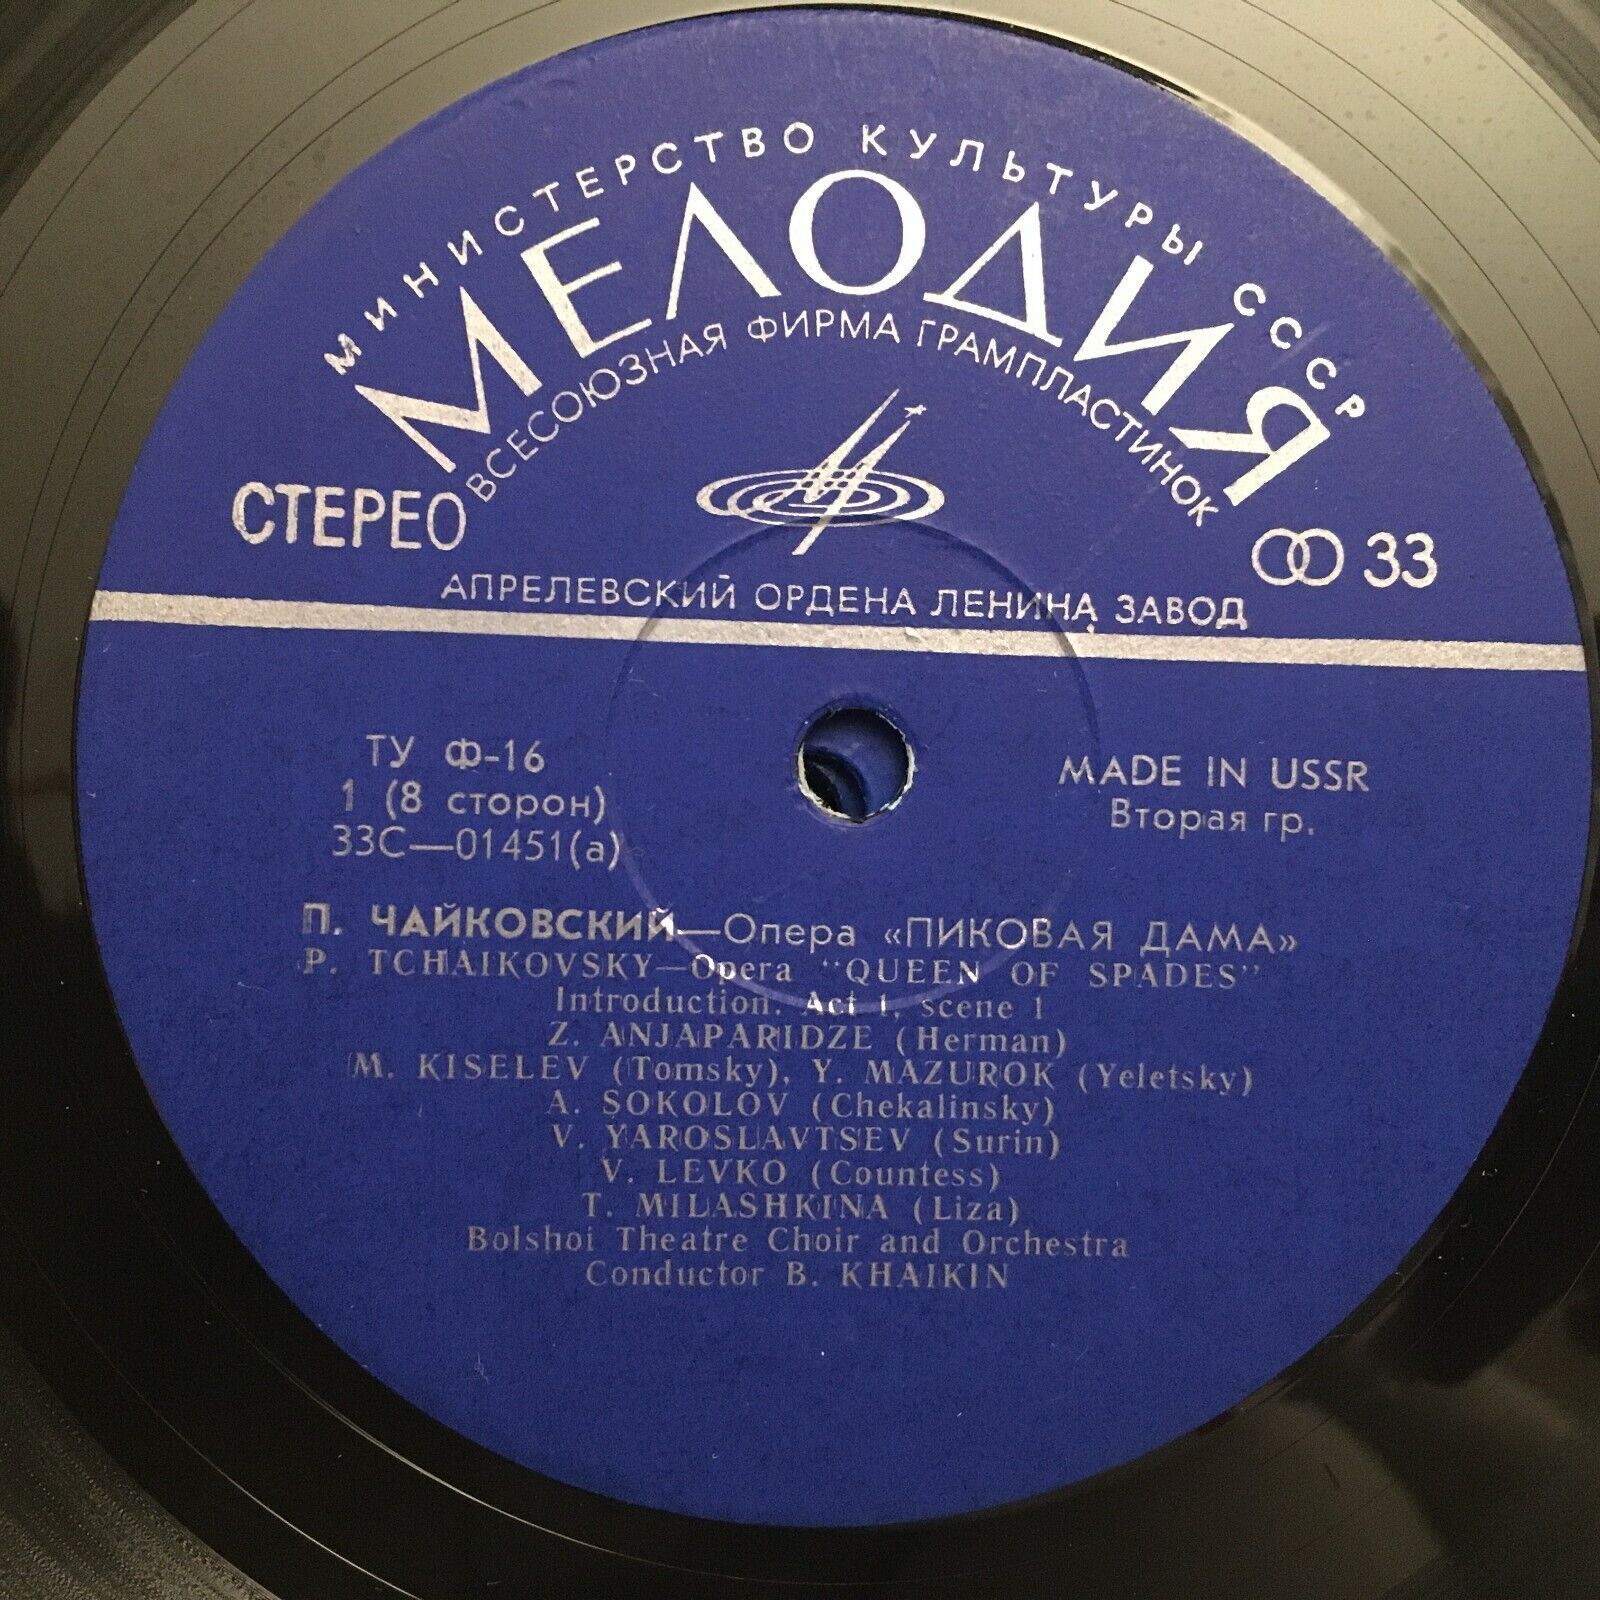 МИНИСТЕРСТВО КУЛЬТУРЫ СССР
МЕЛОДИЯ
ВСЕСОЮЗНАЯ ФИРМА ГРАМПЛАСТИНОК
СТЕРЕО
33
АПРЕЛЕВСКИЙ ОРДЕНА ЛЕНИНА ЗАВОД
ТУ Ф-16
1 (8 сторон)
33С—01451(а)
MADE IN USSR
Вторая гр.
П. ЧАЙКОВСКИЙ—Опера «ПИКОВАЯ ДАМА»
P. TCHAIKOVSKY—Opera "QUEEN OF SPADES"
Introduction. Act 1, scene 1
Z. ANJAPARIDZE (Herman)
M. KISELEV (Tomsky), Y. MAZUROK (Yeletsky)
A. SOKOLOV (Chekalinsky)
V. YAROSLAVTSEV (Surin)
V. LEVKO (Countess)
T. MILASHKINA (Liza)
Bolshoi Theatre Choir and Orchestra
Conductor B. KHAIKIN